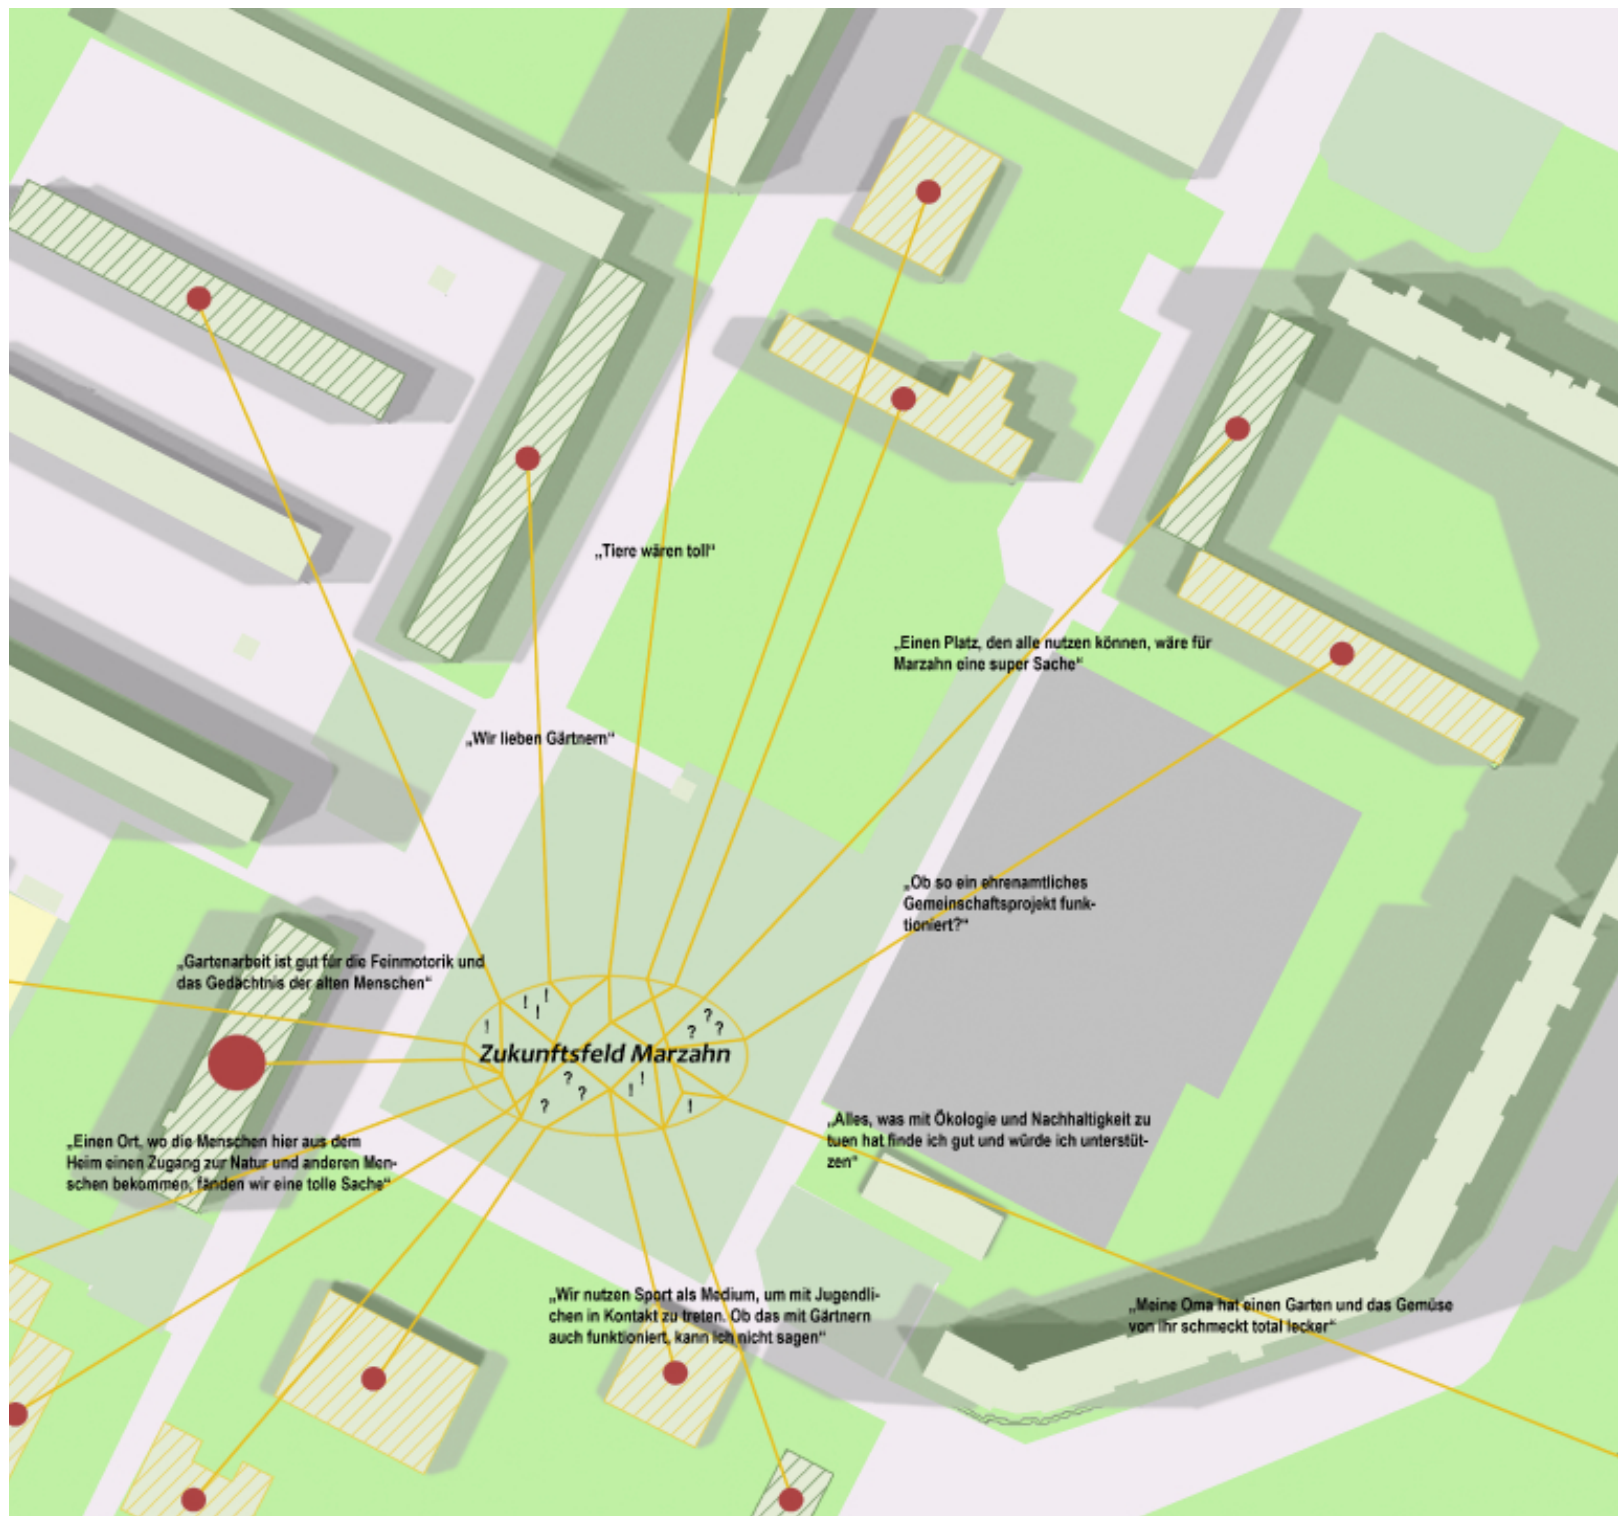 „Tiere wären toll“
„Einen Platz, den alle nutzen können, wäre für
Marzahn eine super Sache“
„Wir lieben Gärtnern“
„Ob so ein ehrenamtliches
Gemeinschaftsprojekt funk-
tioniert?“
„Gartenarbeit ist gut für die Feinmotorik und
das Gedächtnis der alten Menschen“
! ! !
!
? ? ?
Zukunftsfeld Marzahn
? ? ?
! !
!
„Alles, was mit Ökologie und Nachhaltigkeit zu
tuen hat finde ich gut und würde ich unterstüt-
zen“
„Einen Ort, wo die Menschen hier aus dem
Heim einen Zugang zur Natur und anderen Men-
schen bekommen, fänden wir eine tolle Sache“
„Wir nutzen Sport als Medium, um mit Jugendli-
chen in Kontakt zu treten. Ob das mit Gärtnern
auch funktioniert, kann ich nicht sagen“
„Meine Oma hat einen Garten und das Gemüse
von ihr schmeckt total lecker“